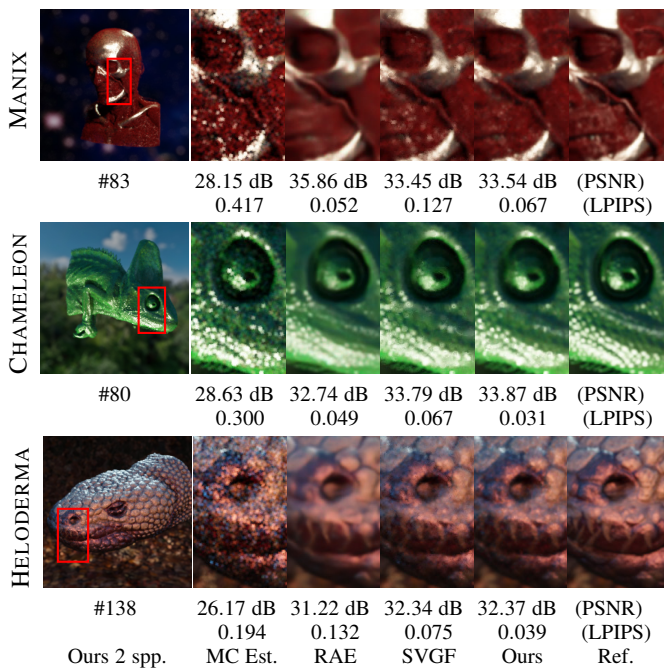 MANIX
#83 28.15 dB 35.86 dB 33.45 dB 33.54 dB (PSNR)
0.417 0.052 0.127 0.067 (LPIPS)
CHAMELEON
#80 28.63 dB 32.74 dB 33.79 dB 33.87 dB (PSNR)
0.300 0.049 0.067 0.031 (LPIPS)
HELODERMA
#138 26.17 dB 31.22 dB 32.34 dB 32.37 dB (PSNR)
0.194 0.132 0.075 0.039 (LPIPS)
Ours 2 spp. MC Est. RAE SVGF Ours Ref.